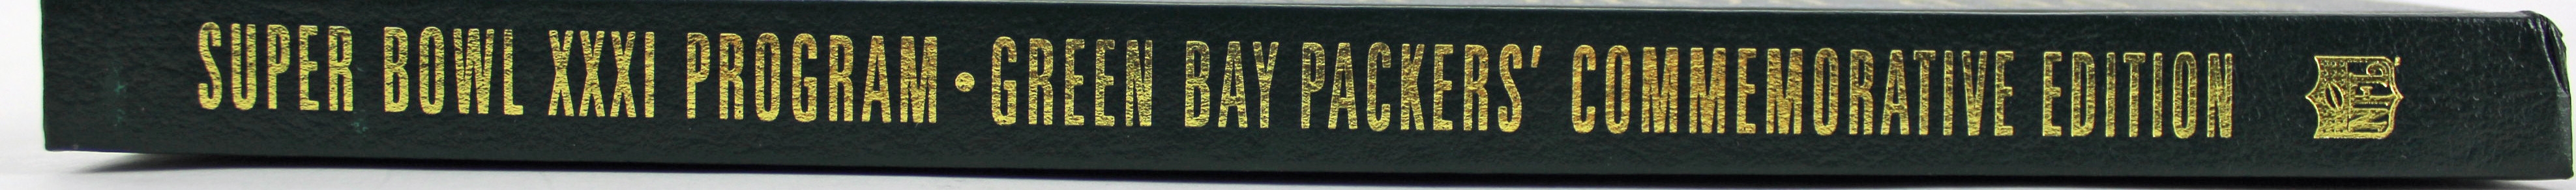 SUPER BOWL XXXI PROGRAM • GREEN BAY PACKERS' COMMEMORATIVE EDITION
NFL